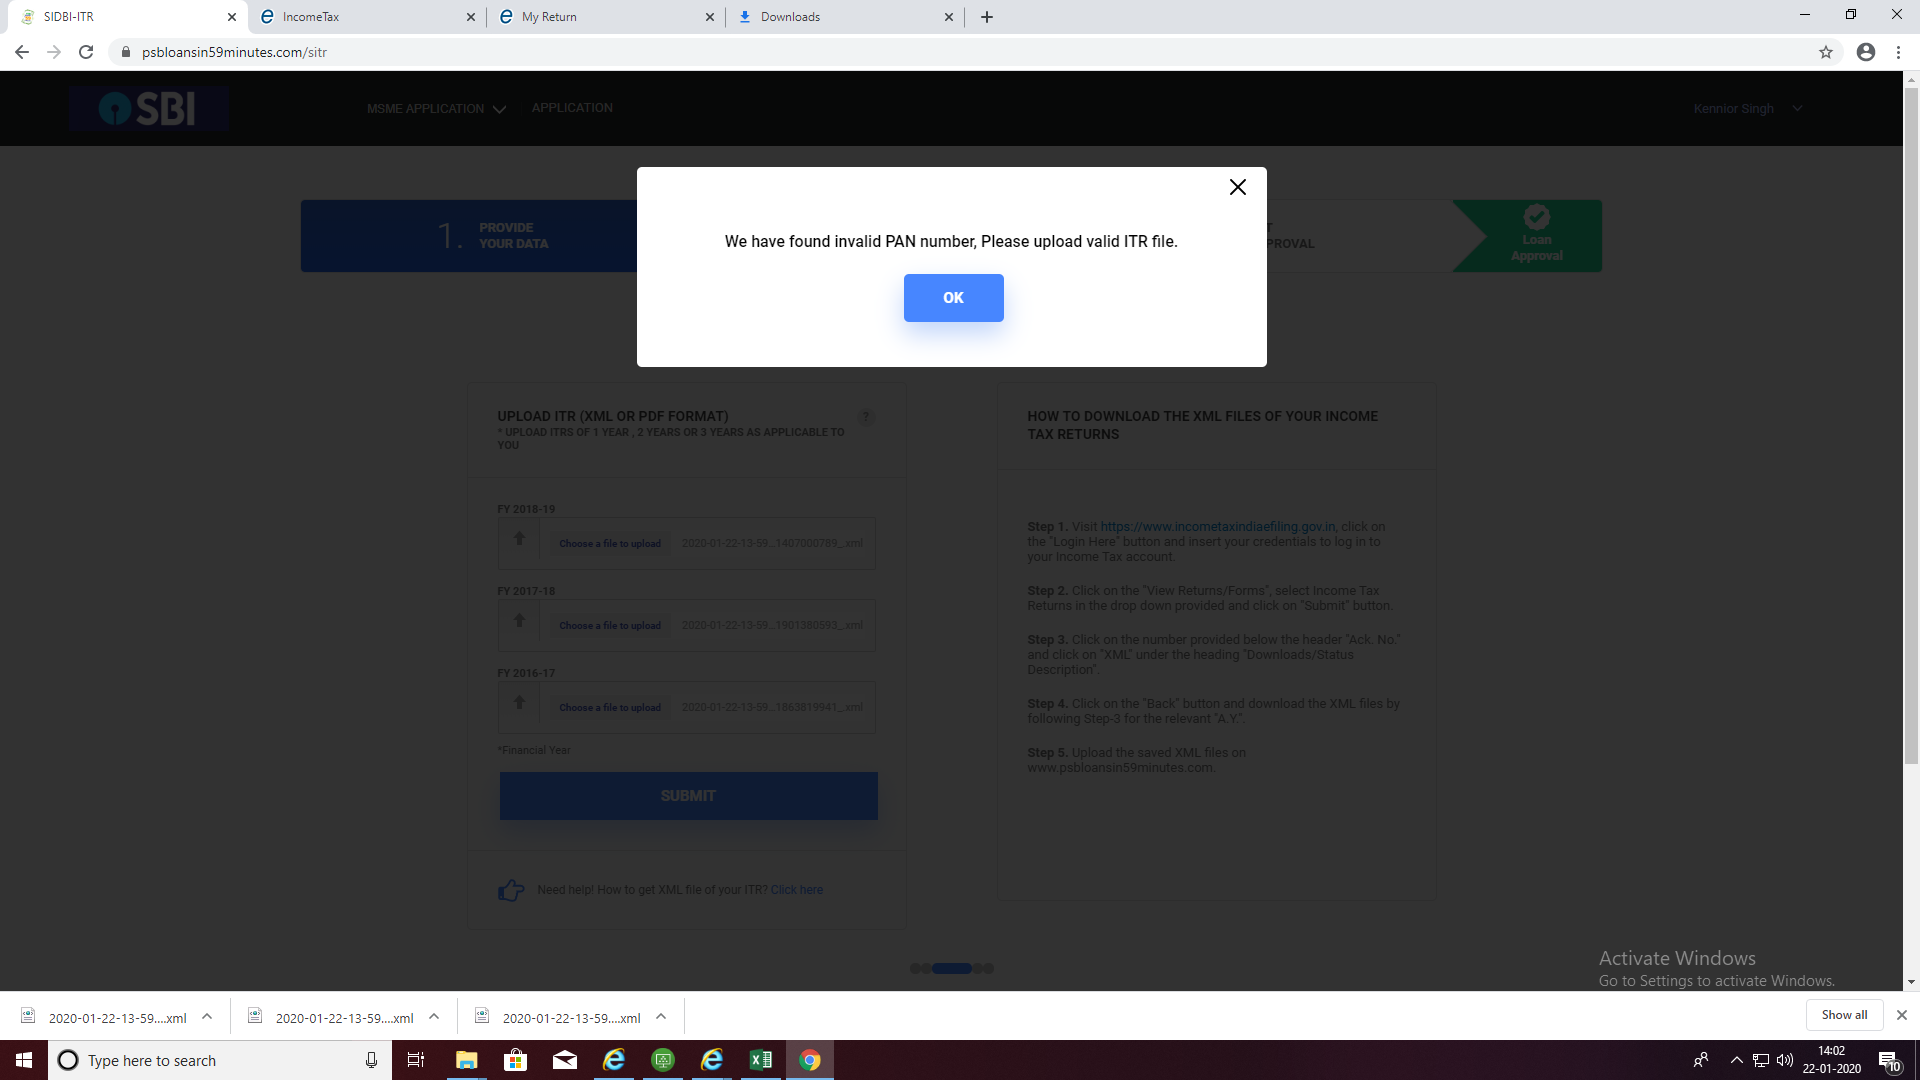 SIDBI-ITR
IncomeTax
My Return
Downloads
psbloansin59minutes.com/sitr
SBI
MSME APPLICATION
APPLICATION
Kennior Singh
1.
PROVIDE
YOUR DATA
PROVAL
Loan
Approval
We have found invalid PAN number, Please upload valid ITR file.
OK
UPLOAD ITR (XML OR PDF FORMAT)
?
* UPLOAD ITRS OF 1 YEAR , 2 YEARS OR 3 YEARS AS APPLICABLE TO
YOU
FY 2018-19
Choose a file to upload
2020-01-22-13-59...1407000789_.xml
FY 2017-18
Choose a file to upload
2020-01-22-13-59...1901380593_.xml
FY 2016-17
Choose a file to upload
2020-01-22-13-59...1863819941_.xml
*Financial Year
SUBMIT
Need help! How to get XML file of your ITR? Click here
HOW TO DOWNLOAD THE XML FILES OF YOUR INCOME
TAX RETURNS
Step 1. Visit https://www.incometaxindiaefiling.gov.in, click on
the "Login Here" button and insert your credentials to log in to
your Income Tax account.
Step 2. Click on the "View Returns/Forms", select Income Tax
Returns in the drop down provided and click on "Submit" button.
Step 3. Click on the number provided below the header "Ack. No."
and click on "XML" under the heading "Downloads/Status
Description".
Step 4. Click on the "Back" button and download the XML files by
following Step-3 for the relevant "A.Y.".
Step 5. Upload the saved XML files on
www.psbloansin59minutes.com.
Activate Windows
Go to Settings to activate Windows.
2020-01-22-13-59....xml
2020-01-22-13-59....xml
2020-01-22-13-59....xml
Show all
Type here to search
14:02
22-01-2020
10